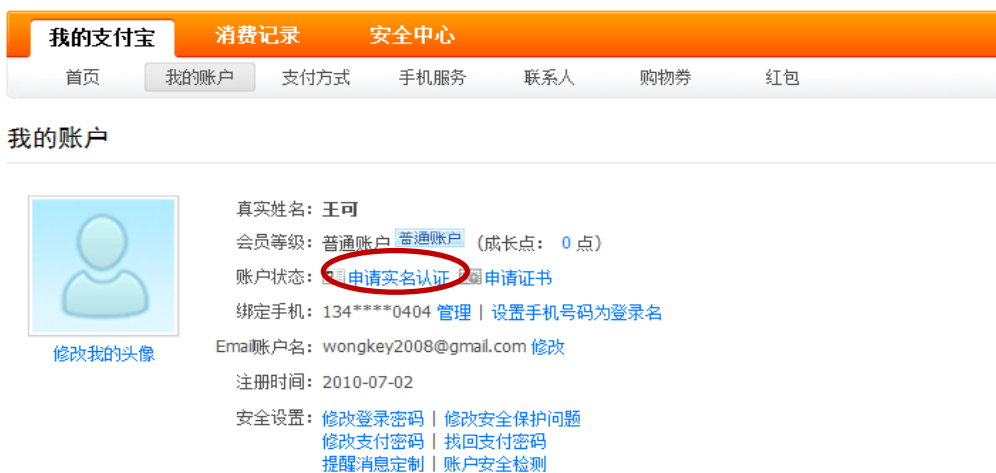 我的支付宝 消费记录 安全中心
首页 我的账户 支付方式 手机服务 联系人 购物券 红包
我的账户
真实姓名：王可
会员等级：普通账户 普通账户 (成长点： 0 点)
账户状态： 申请实名认证 申请证书
绑定手机：134****0404 管理 | 设置手机号码为登录名
修改我的头像
Email账户名：wongkey2008@gmail.com 修改
注册时间：2010-07-02
安全设置：修改登录密码 | 修改安全保护问题
修改支付密码 | 找回支付密码
提醒消息定制 | 账户安全检测